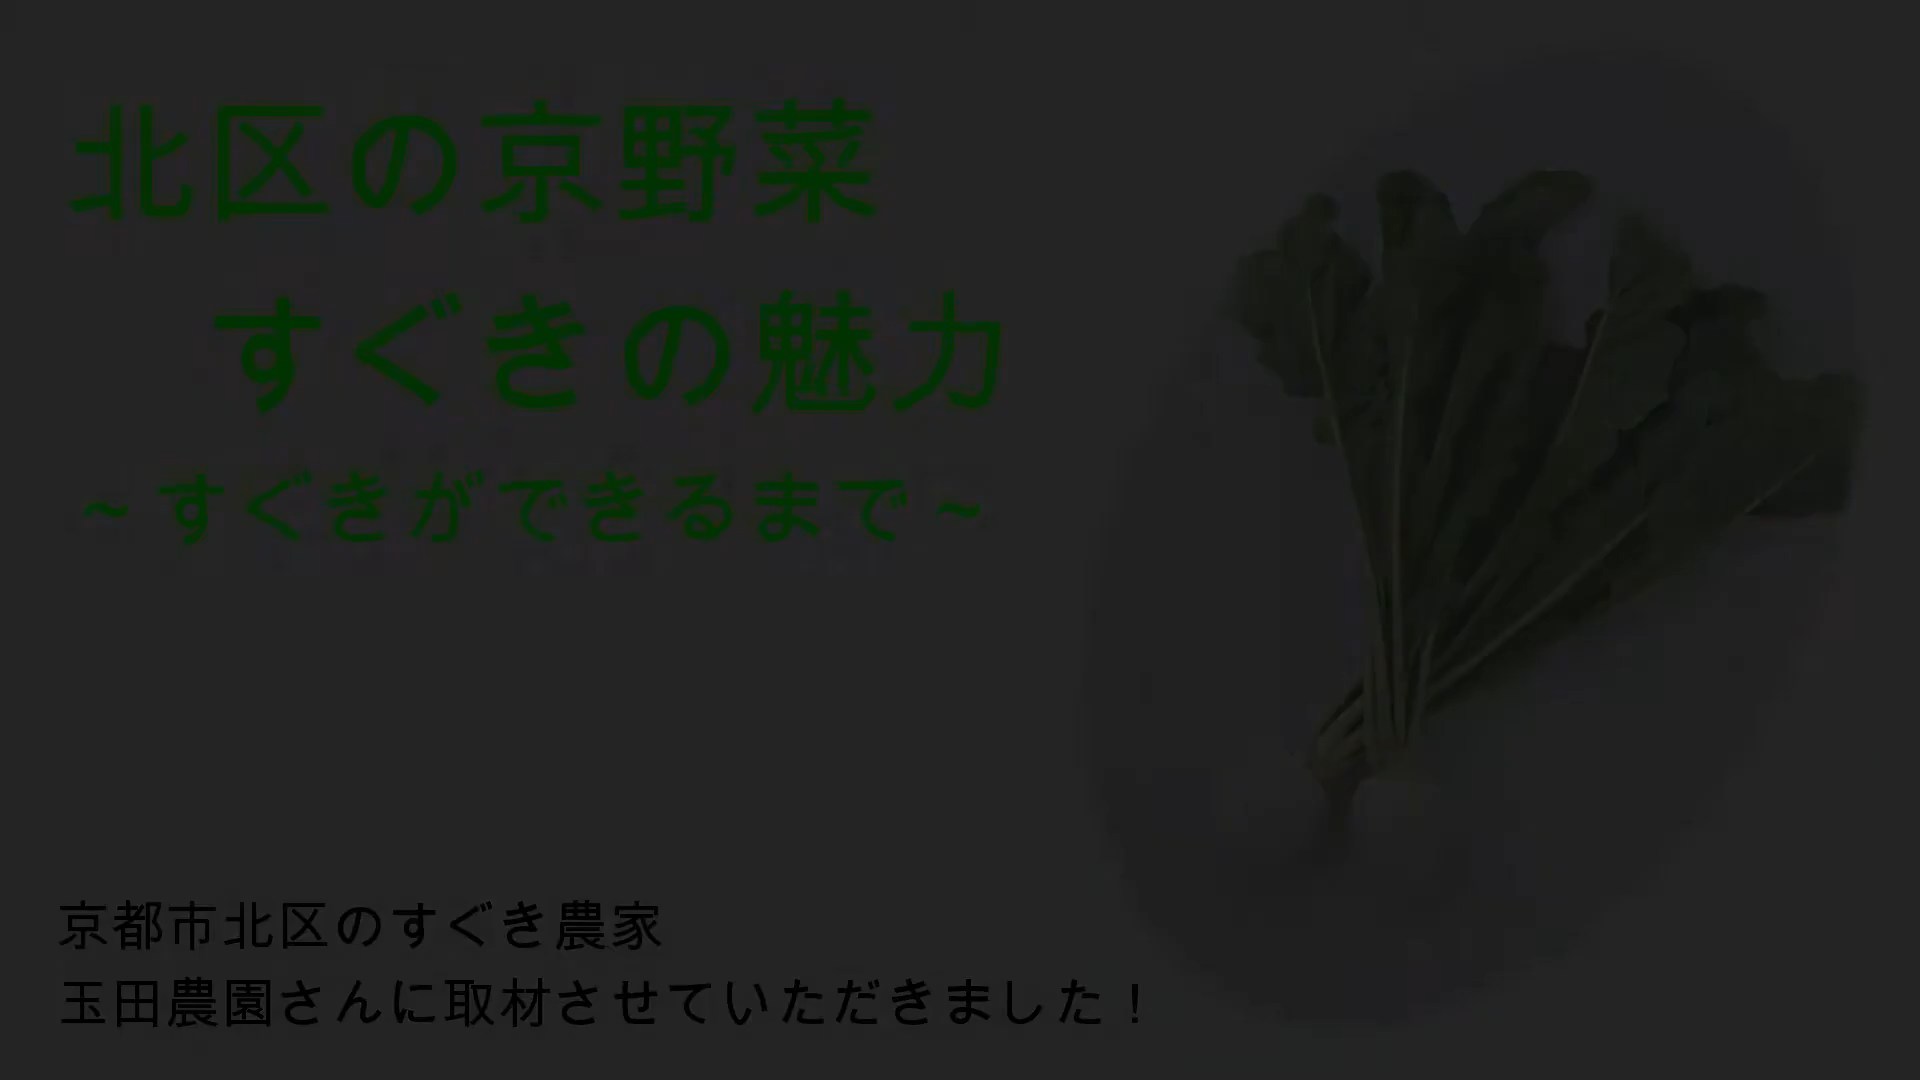 北区の京野菜
すぐきの魅力
~すぐきができるまで~
京都市北区のすぐき農家
玉田農園さんに取材させていただきました！